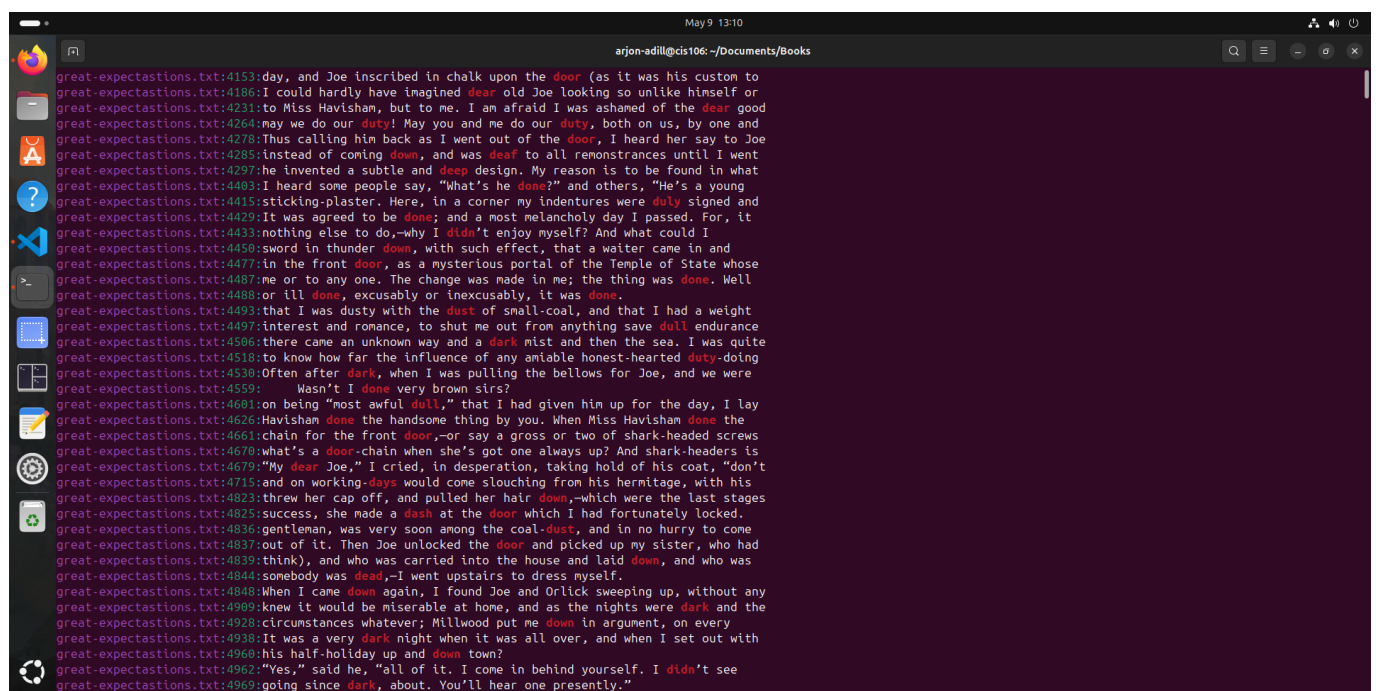 May 9 13:10
arjon-adill@cis106: ~/Documents/Books
great-expectastions.txt:4153:day, and Joe inscribed in chalk upon the door (as it was his custom to
great-expectastions.txt:4186:I could hardly have imagined dear old Joe looking so unlike himself or
great-expectastions.txt:4231:to Miss Havisham, but to me. I am afraid I was ashamed of the dear good
great-expectastions.txt:4264:may we do our duty! May you and me do our duty, both on us, by one and
great-expectastions.txt:4278:Thus calling him back as I went out of the door, I heard her say to Joe
great-expectastions.txt:4285:instead of coming down, and was deaf to all remonstrances until I went
great-expectastions.txt:4297:he invented a subtle and deep design. My reason is to be found in what
great-expectastions.txt:4403:I heard some people say, “What’s he done?” and others, “He’s a young
great-expectastions.txt:4415:sticking-plaster. Here, in a corner my indentures were duly signed and
great-expectastions.txt:4429:It was agreed to be done; and a most melancholy day I passed. For, it
great-expectastions.txt:4433:nothing else to do,—why I didn’t enjoy myself? And what could I
great-expectastions.txt:4450:sword in thunder down, with such effect, that a waiter came in and
great-expectastions.txt:4477:in the front door, as a mysterious portal of the Temple of State whose
great-expectastions.txt:4487:me or to any one. The change was made in me; the thing was done. Well
great-expectastions.txt:4488:or ill done, excusably or inexcusably, it was done.
great-expectastions.txt:4493:that I was dusty with the dust of small-coal, and that I had a weight
great-expectastions.txt:4497:interest and romance, to shut me out from anything save dull endurance
great-expectastions.txt:4506:there came an unknown way and a dark mist and then the sea. I was quite
great-expectastions.txt:4518:to know how far the influence of any amiable honest-hearted duty-doing
great-expectastions.txt:4530:Often after dark, when I was pulling the bellows for Joe, and we were
great-expectastions.txt:4559:     Wasn’t I done very brown sirs?
great-expectastions.txt:4601:on being “most awful dull,” that I had given him up for the day, I lay
great-expectastions.txt:4626:Havisham done the handsome thing by you. When Miss Havisham done the
great-expectastions.txt:4661:chain for the front door,—or say a gross or two of shark-headed screws
great-expectastions.txt:4670:what’s a door-chain when she’s got one always up? And shark-headers is
great-expectastions.txt:4679:“My dear Joe,” I cried, in desperation, taking hold of his coat, “don’t
great-expectastions.txt:4715:and on working-days would come slouching from his hermitage, with his
great-expectastions.txt:4823:threw her cap off, and pulled her hair down,—which were the last stages
great-expectastions.txt:4825:success, she made a dash at the door which I had fortunately locked.
great-expectastions.txt:4836:gentleman, was very soon among the coal-dust, and in no hurry to come
great-expectastions.txt:4837:out of it. Then Joe unlocked the door and picked up my sister, who had
great-expectastions.txt:4839:think), and who was carried into the house and laid down, and who was
great-expectastions.txt:4844:somebody was dead,—I went upstairs to dress myself.
great-expectastions.txt:4848:When I came down again, I found Joe and Orlick sweeping up, without any
great-expectastions.txt:4909:knew it would be miserable at home, and as the nights were dark and the
great-expectastions.txt:4928:circumstances whatever; Millwood put me down in argument, on every
great-expectastions.txt:4938:It was a very dark night when it was all over, and when I set out with
great-expectastions.txt:4960:his half-holiday up and down town?
great-expectastions.txt:4962:“Yes,” said he, “all of it. I come in behind yourself. I didn’t see
great-expectastions.txt:4969:going since dark, about. You’ll hear one presently.”